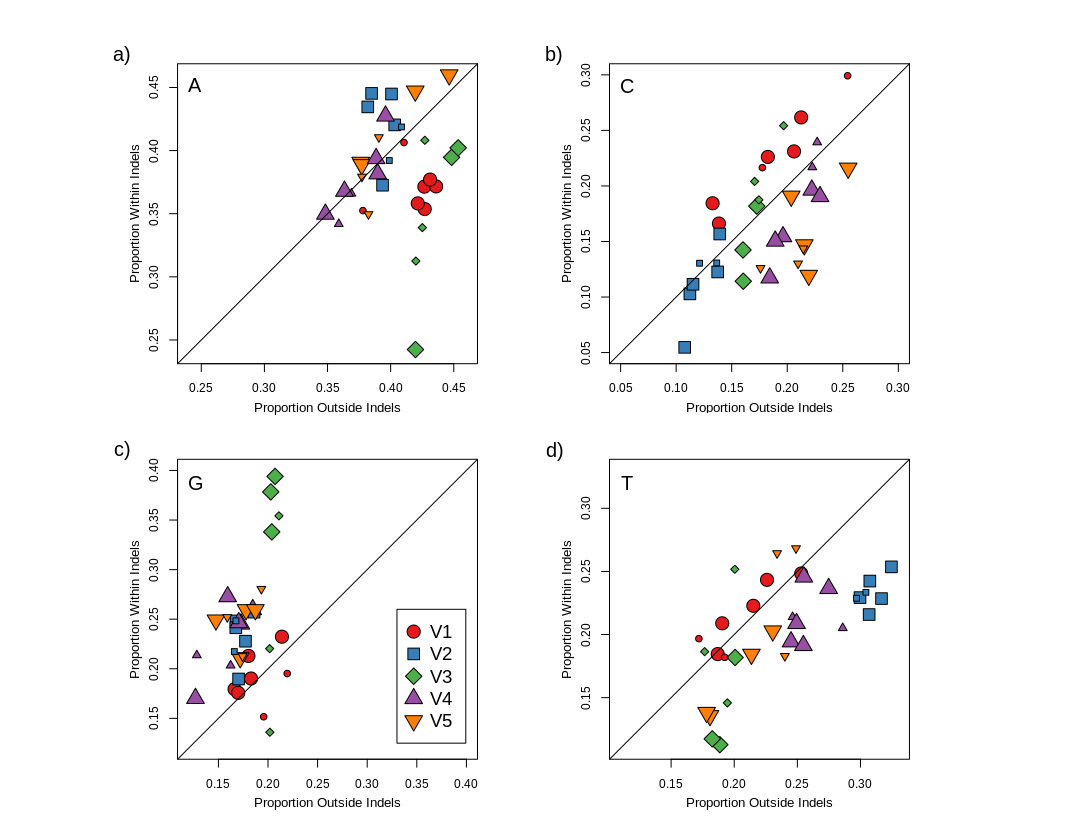 a)
A
0.25 0.30 0.35 0.40 0.45
Proportion Within Indels
0.25 0.30 0.35 0.40 0.45
Proportion Outside Indels
b)
C
0.05 0.10 0.15 0.20 0.25 0.30
Proportion Within Indels
0.05 0.10 0.15 0.20 0.25 0.30
Proportion Outside Indels
c)
G
0.15 0.20 0.25 0.30 0.35 0.40
Proportion Within Indels
V1
V2
V3
V4
V5
0.15 0.20 0.25 0.30 0.35 0.40
Proportion Outside Indels
d)
T
0.15 0.20 0.25 0.30
Proportion Within Indels
0.15 0.20 0.25 0.30
Proportion Outside Indels